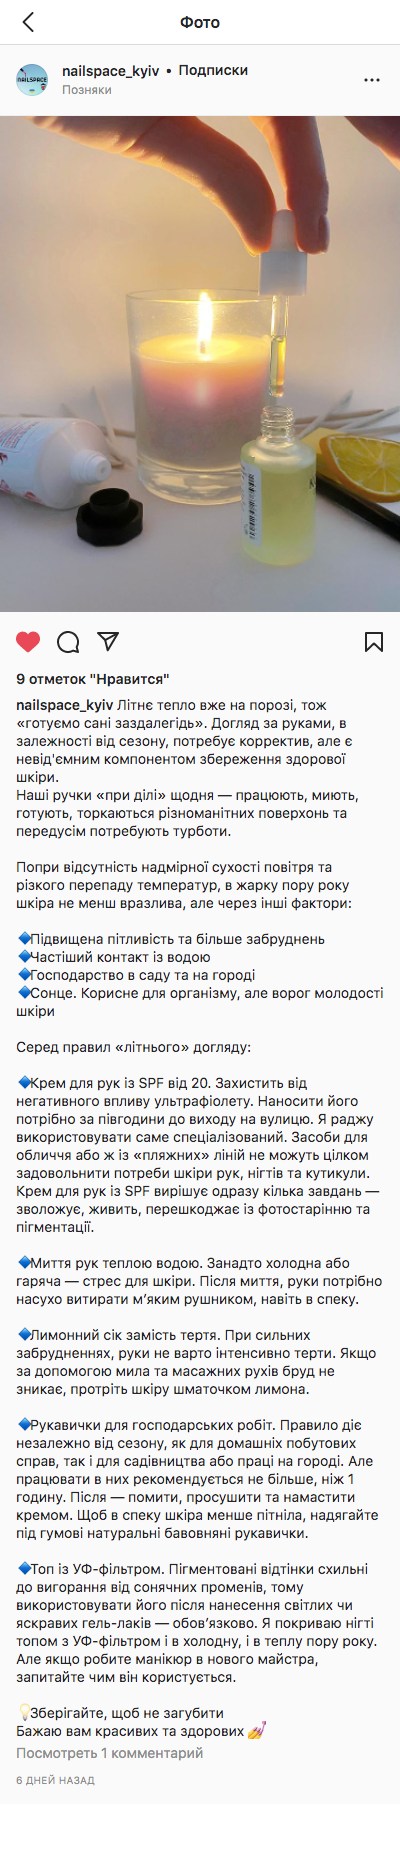 Фото
NAILSPACE
nailspace_kyiv • Подписки
Позняки
9 отметок "Нравится"
nailspace_kyiv Літнє тепло вже на порозі, тож
«готуємо сані заздалегідь». Догляд за руками, в
залежності від сезону, потребує корректив, але є
невід'ємним компонентом збереження здорової
шкіри.
Наші ручки «при ділі» щодня — працюють, миють,
готують, торкаються різноманітних поверхонь та
передусім потребують турботи.
Попри відсутність надмірної сухості повітря та
різкого перепаду температур, в жарку пору року
шкіра не менш вразлива, але через інші фактори:
🔹Підвищена пітливість та більше забруднень
🔹Частіший контакт із водою
🔹Господарство в саду та на городі
🔹Сонце. Корисне для організму, але ворог молодості
шкіри
Серед правил «літнього» догляду:
🔹Крем для рук із SPF від 20. Захистить від
негативного впливу ультрафіолету. Наносити його
потрібно за півгодини до виходу на вулицю. Я раджу
використовувати саме спеціалізований. Засоби для
обличчя або ж із «пляжних» ліній не можуть цілком
задовольнити потреби шкіри рук, нігтів та кутикули.
Крем для рук із SPF вирішує одразу кілька завдань —
зволожує, живить, перешкоджає із фотостарінню та
пігментації.
🔹Миття рук теплою водою. Занадто холодна або
гаряча — стрес для шкіри. Після миття, руки потрібно
насухо витирати м’яким рушником, навіть в спеку.
🔹Лимонний сік замість тертя. При сильних
забрудненнях, руки не варто інтенсивно терти. Якщо
за допомогою мила та масажних рухів бруд не
зникає, протріть шкіру шматочком лимона.
🔹Рукавички для господарських робіт. Правило діє
незалежно від сезону, як для домашніх побутових
справ, так і для садівництва або праці на городі. Але
працювати в них рекомендується не більше, ніж 1
годину. Після — помити, просушити та намастити
кремом. Щоб в спеку шкіра менше пітніла, надягайте
під гумові натуральні бавовняні рукавички.
🔹Топ із УФ-фільтром. Пігментовані відтінки схильні
до вигорання від сонячних променів, тому
використовувати його після нанесення світлих чи
яскравих гель-лаків — обов’язково. Я покриваю нігті
топом з УФ-фільтром і в холодну, і в теплу пору року.
Але якщо робите манікюр в нового майстра,
запитайте чим він користується.
💡Зберігайте, щоб не загубити
Бажаю вам красивих та здорових 💅
Посмотреть 1 комментарий
6 ДНЕЙ НАЗАД